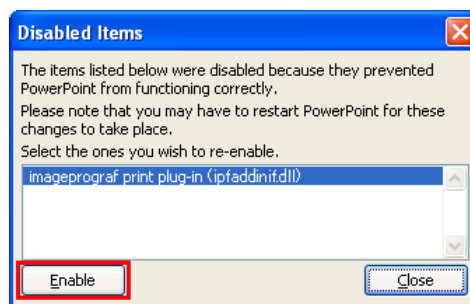 Disabled Items
The items listed below were disabled because they prevented
PowerPoint from functioning correctly.
Please note that you may have to restart PowerPoint for these
changes to take place.
Select the ones you wish to re-enable.
imageprograf print plug-in (ipfaddinif.dll)
Enable Close